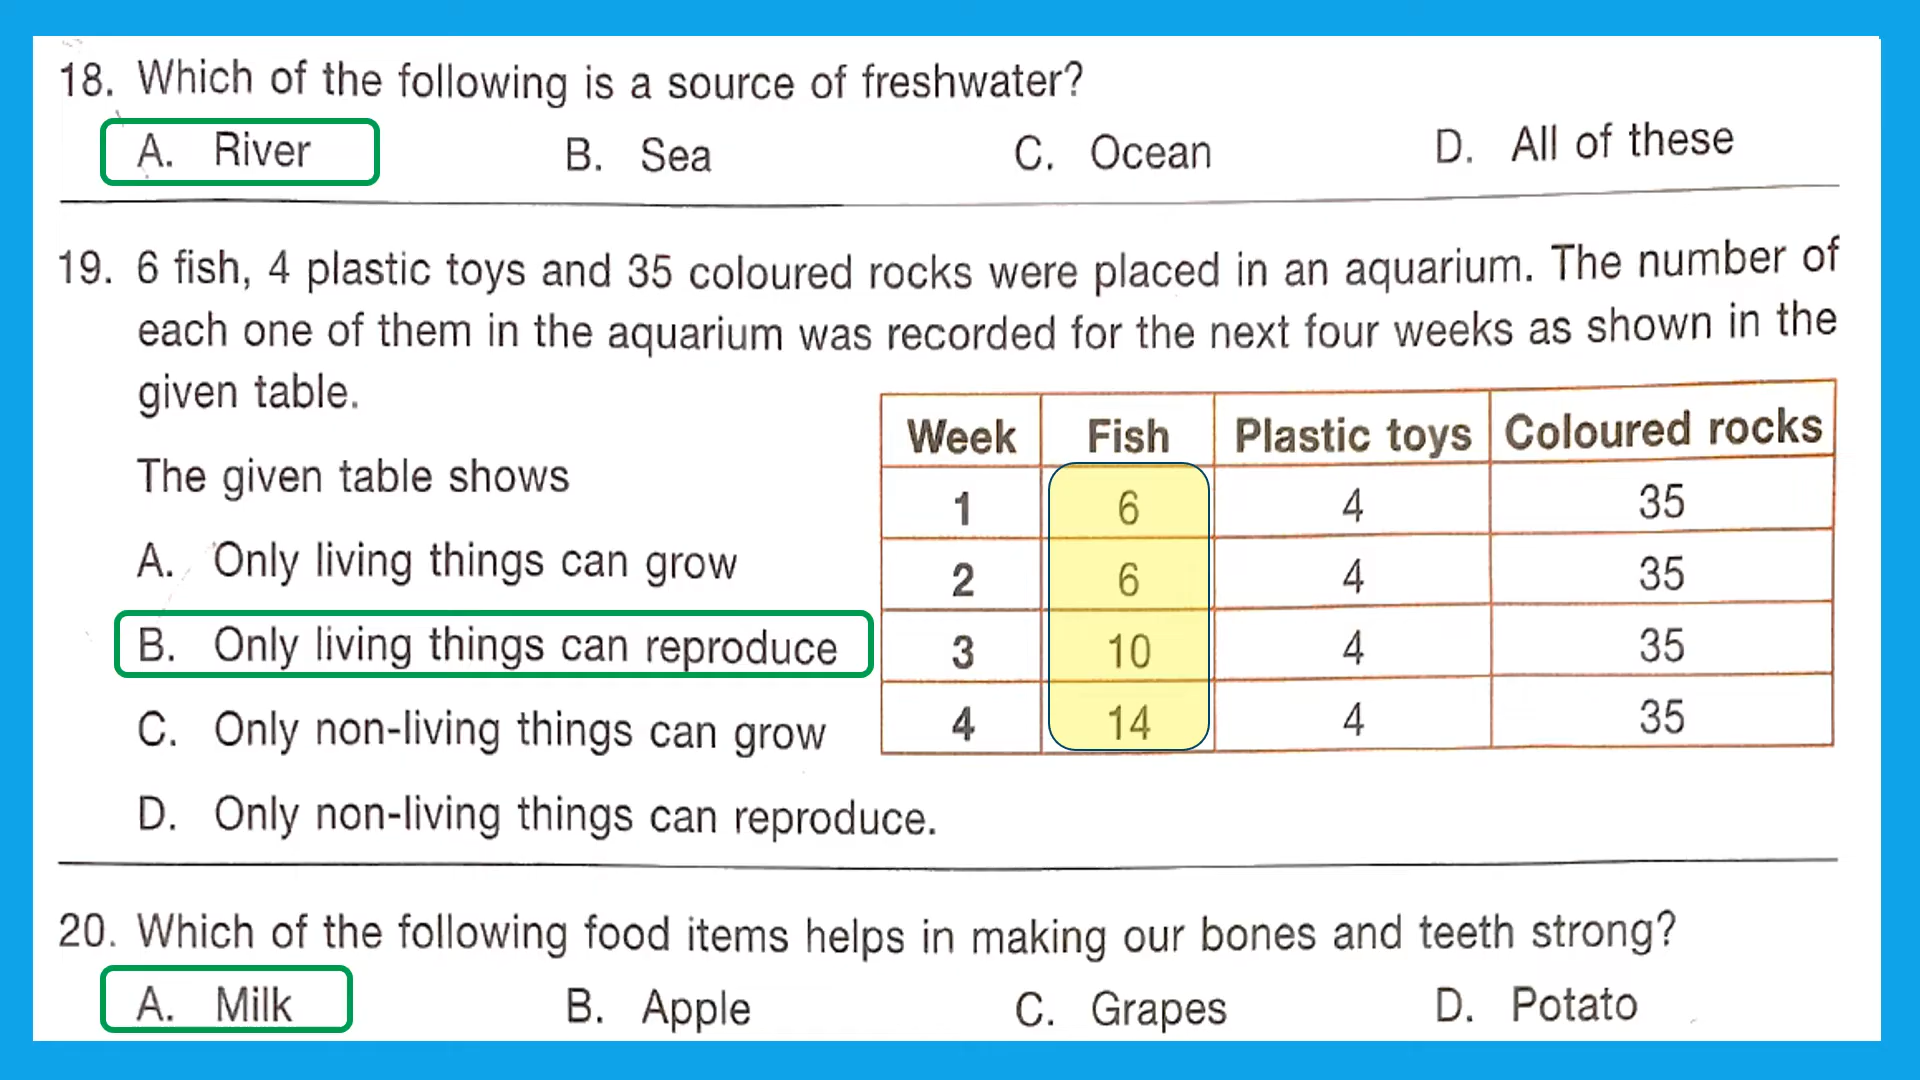 18. Which of the following is a source of freshwater?
A. River B. Sea C. Ocean D. All of these
19. 6 fish, 4 plastic toys and 35 coloured rocks were placed in an aquarium. The number of
each one of them in the aquarium was recorded for the next four weeks as shown in the
given table.
The given table shows
A. Only living things can grow
B. Only living things can reproduce
C. Only non-living things can grow
D. Only non-living things can reproduce.
Week Fish Plastic toys Coloured rocks
1 6 4 35
2 6 4 35
3 10 4 35
4 14 4 35
20. Which of the following food items helps in making our bones and teeth strong?
A. Milk B. Apple C. Grapes D. Potato